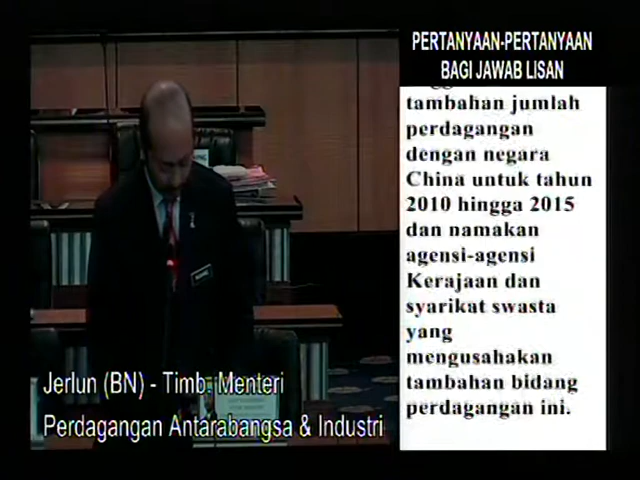 PERTANYAAN-PERTANYAAN
BAGI JAWAB LISAN
tambahan jumlah
perdagangan
dengan negara
China untuk tahun
2010 hingga 2015
dan namakan
agensi-agensi
Kerajaan dan
syarikat swasta
yang
mengusahakan
tambahan bidang
perdagangan ini.
Jerlun (BN) - Timb. Menteri
Perdagangan Antarabangsa & Industri